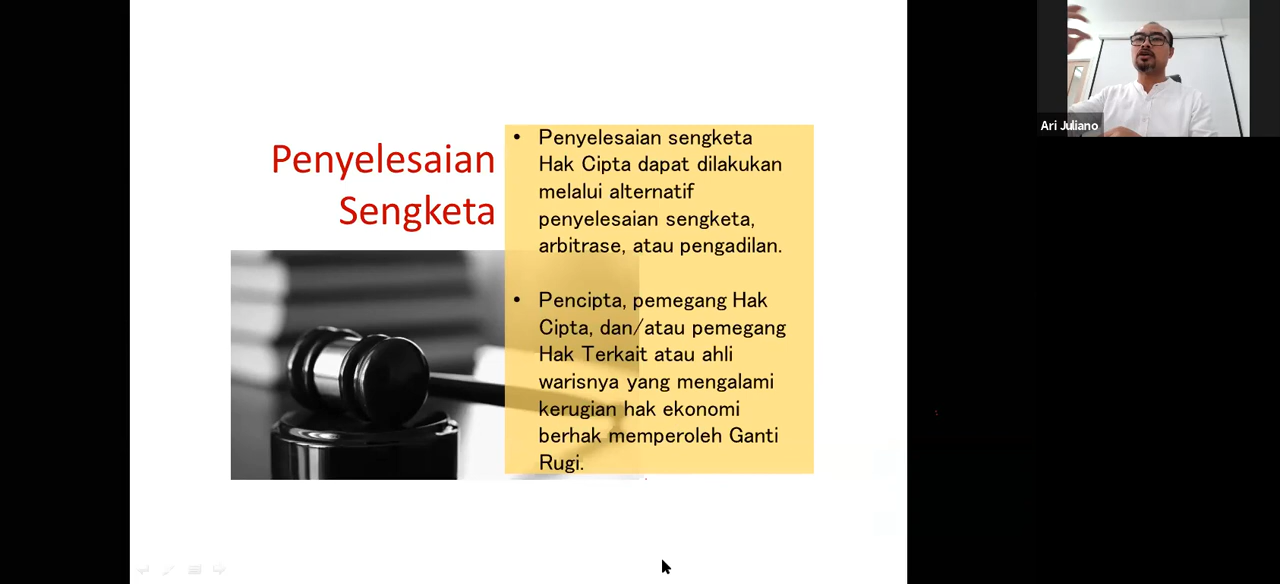 Penyelesaian
Sengketa
• Penyelesaian sengketa
Hak Cipta dapat dilakukan
melalui alternatif
penyelesaian sengketa,
arbitrase, atau pengadilan.
• Pencipta, pemegang Hak
Cipta, dan/atau pemegang
Hak Terkait atau ahli
warisnya yang mengalami
kerugian hak ekonomi
berhak memperoleh Ganti
Rugi.
Ari Juliano